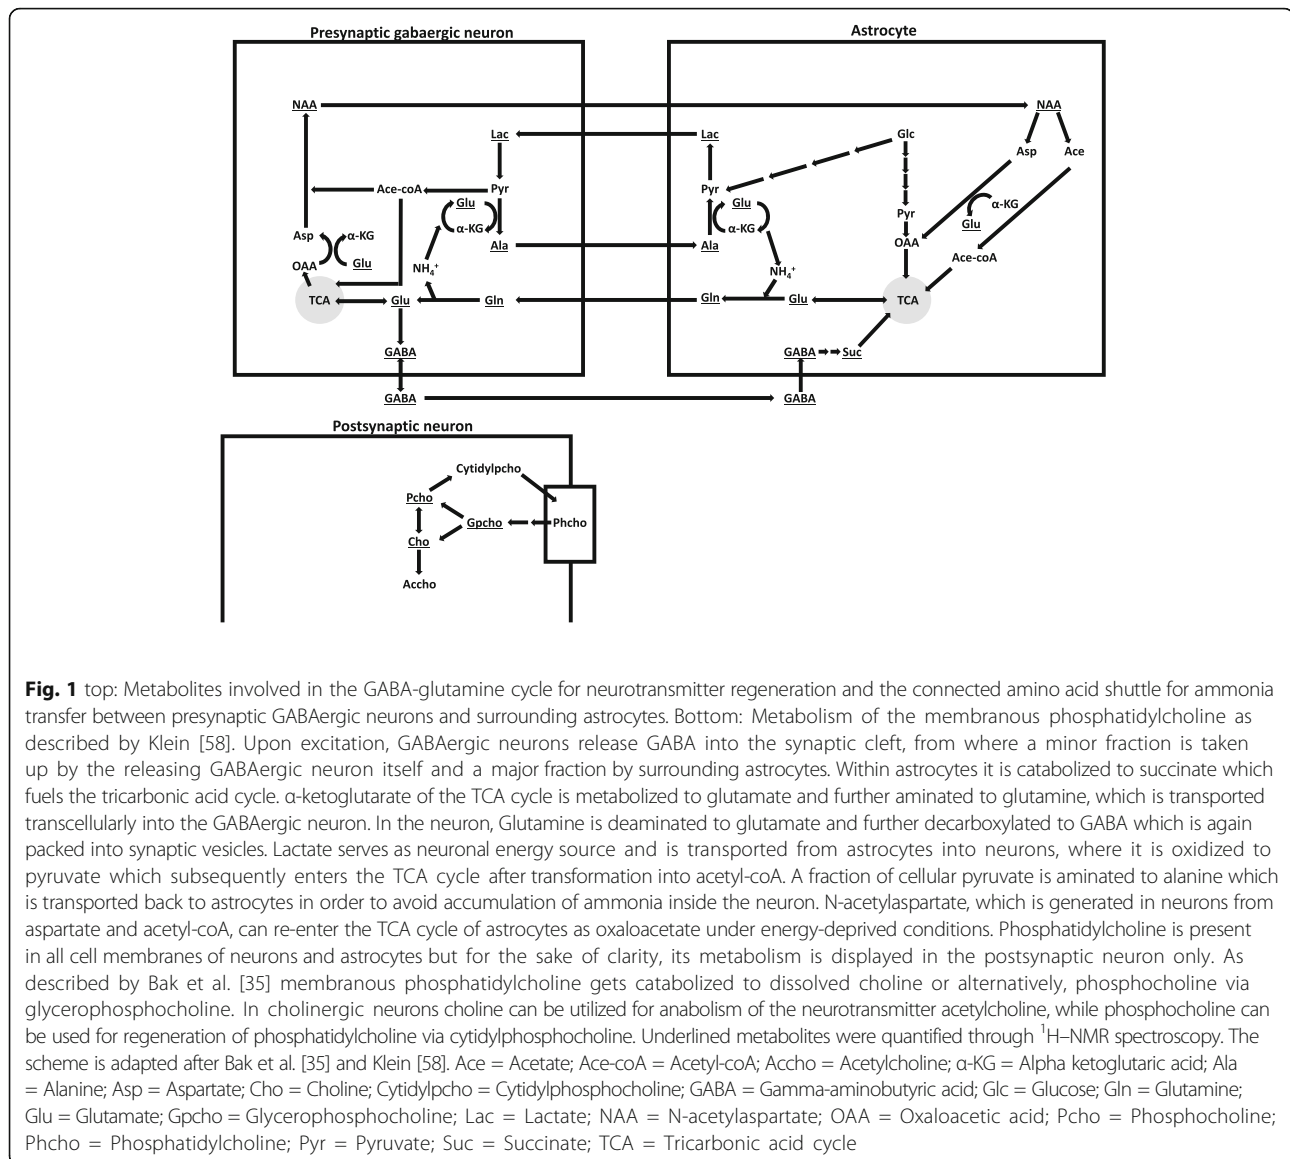 Presynaptic gabaergic neuron
Astrocyte
NAA
NAA
Lac
Lac
Glc
Asp
Ace
Ace-coA
Pyr
Pyr
Glu
Glu
α-KG
Glu
Pyr
Asp
α-KG
α-KG
α-KG
OAA
Ala
Ala
OAA
Glu
NH4+
NH4+
Ace-coA
TCA
Glu
Gln
Gln
Glu
TCA
GABA
GABA
Suc
GABA
GABA
Postsynaptic neuron
Cytidylpcho
Pcho
Gpcho
Phcho
Cho
Accho
Fig. 1 top: Metabolites involved in the GABA-glutamine cycle for neurotransmitter regeneration and the connected amino acid shuttle for ammonia
transfer between presynaptic GABAergic neurons and surrounding astrocytes. Bottom: Metabolism of the membranous phosphatidylcholine as
described by Klein [58]. Upon excitation, GABAergic neurons release GABA into the synaptic cleft, from where a minor fraction is taken
up by the releasing GABAergic neuron itself and a major fraction by surrounding astrocytes. Within astrocytes it is catabolized to succinate which
fuels the tricarbonic acid cycle. α-ketoglutarate of the TCA cycle is metabolized to glutamate and further aminated to glutamine, which is transported
transcellularly into the GABAergic neuron. In the neuron, Glutamine is deaminated to glutamate and further decarboxylated to GABA which is again
packed into synaptic vesicles. Lactate serves as neuronal energy source and is transported from astrocytes into neurons, where it is oxidized to
pyruvate which subsequently enters the TCA cycle after transformation into acetyl-coA. A fraction of cellular pyruvate is aminated to alanine which
is transported back to astrocytes in order to avoid accumulation of ammonia inside the neuron. N-acetylaspartate, which is generated in neurons from
aspartate and acetyl-coA, can re-enter the TCA cycle of astrocytes as oxaloacetate under energy-deprived conditions. Phosphatidylcholine is present
in all cell membranes of neurons and astrocytes but for the sake of clarity, its metabolism is displayed in the postsynaptic neuron only. As
described by Bak et al. [35] membranous phosphatidylcholine gets catabolized to dissolved choline or alternatively, phosphocholine via
glycerophosphocholine. In cholinergic neurons choline can be utilized for anabolism of the neurotransmitter acetylcholine, while phosphocholine can
be used for regeneration of phosphatidylcholine via cytidylphosphocholine. Underlined metabolites were quantified through 1H–NMR spectroscopy. The
scheme is adapted after Bak et al. [35] and Klein [58]. Ace = Acetate; Ace-coA = Acetyl-coA; Accho = Acetylcholine; α-KG = Alpha ketoglutaric acid; Ala
= Alanine; Asp = Aspartate; Cho = Choline; Cytidylpcho = Cytidylphosphocholine; GABA = Gamma-aminobutyric acid; Glc = Glucose; Gln = Glutamine;
Glu = Glutamate; Gpcho = Glycerophosphocholine; Lac = Lactate; NAA = N-acetylaspartate; OAA = Oxaloacetic acid; Pcho = Phosphocholine;
Phcho = Phosphatidylcholine; Pyr = Pyruvate; Suc = Succinate; TCA = Tricarbonic acid cycle